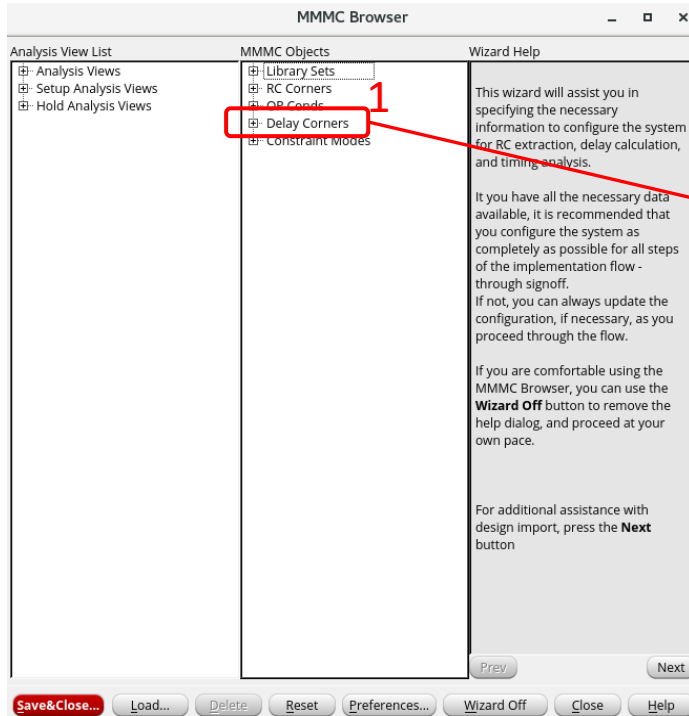 MMMC Browser
Analysis View List
Analysis Views
Setup Analysis Views
Hold Analysis Views
MMMC Objects
Library Sets
RC Corners
OP Conds
Delay Corners
Constraint Modes
1
Wizard Help
This wizard will assist you in
specifying the necessary
information to configure the system
for RC extraction, delay calculation,
and timing analysis.
It you have all the necessary data
available, it is recommended that
you configure the system as
completely as possible for all steps
of the implementation flow -
through signoff.
If not, you can always update the
configuration, if necessary, as you
proceed through the flow.
If you are comfortable using the
MMMC Browser, you can use the
Wizard Off button to remove the
help dialog, and proceed at your
own pace.
For additional assistance with
design import, press the Next
button
Prev Next
Save&Close... Load... Delete Reset Preferences... Wizard Off Close Help